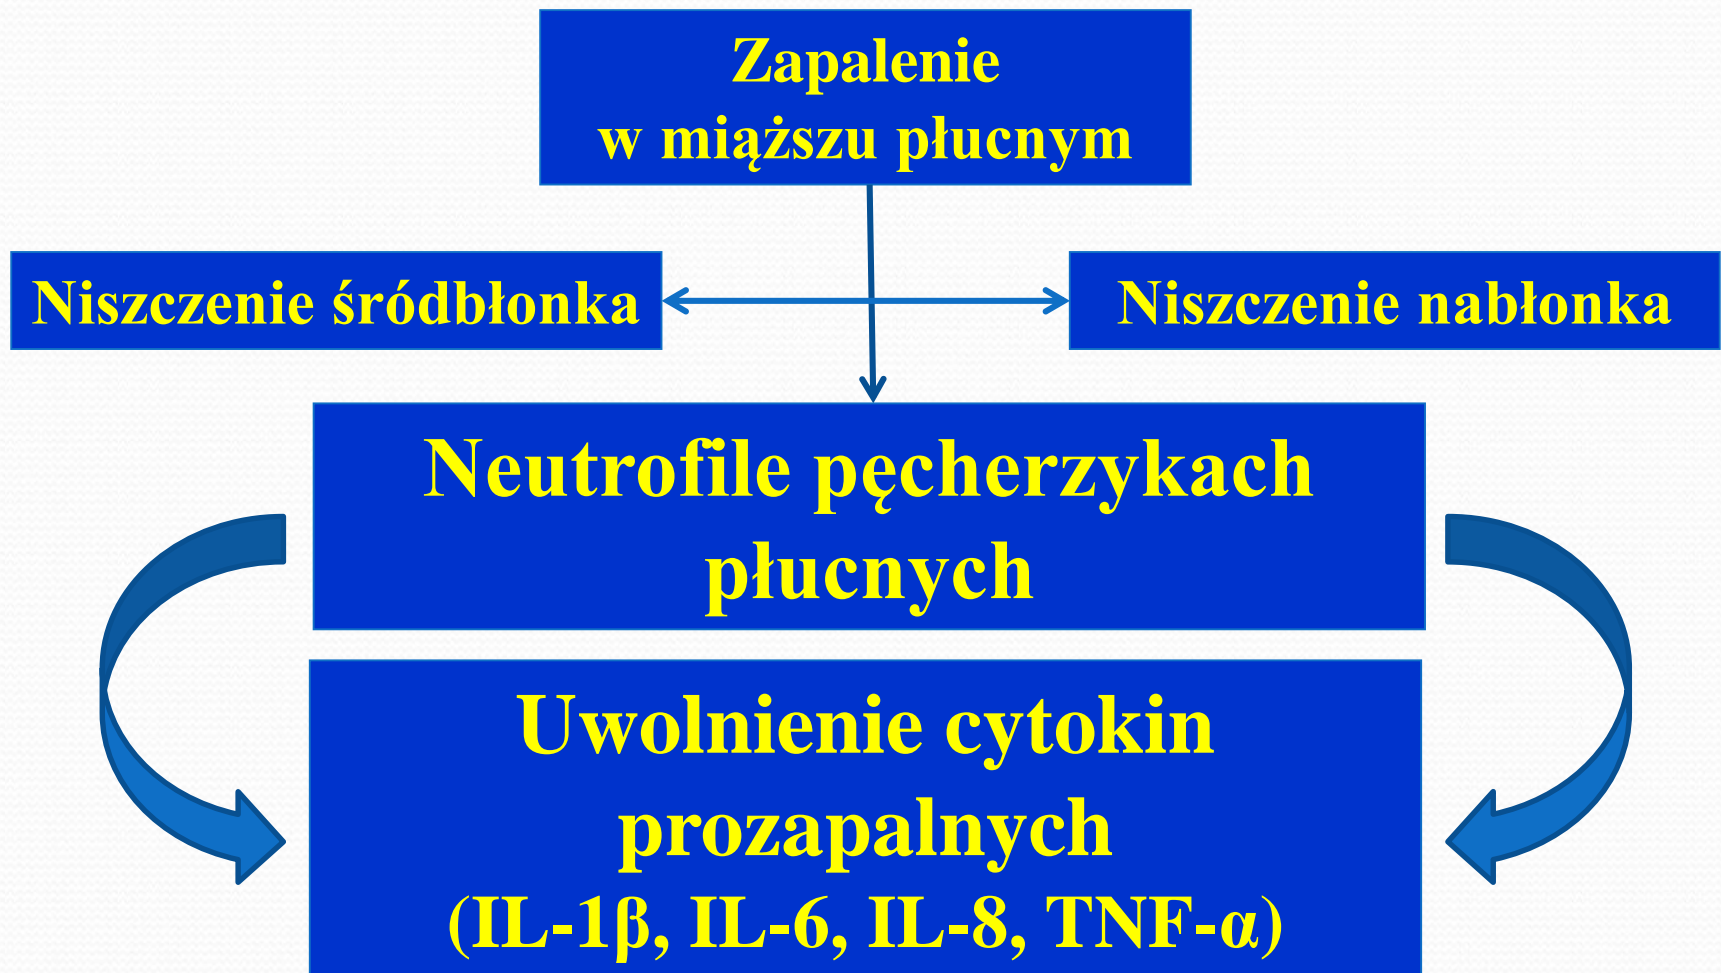 Zapalenie
w miąższu płucnym
Niszczenie śródbłonka
Niszczenie nabłonka
Neutrofile pęcherzykach
płucnych
Uwolnienie cytokin
prozapalnych
(IL-1β, IL-6, IL-8, TNF-α)